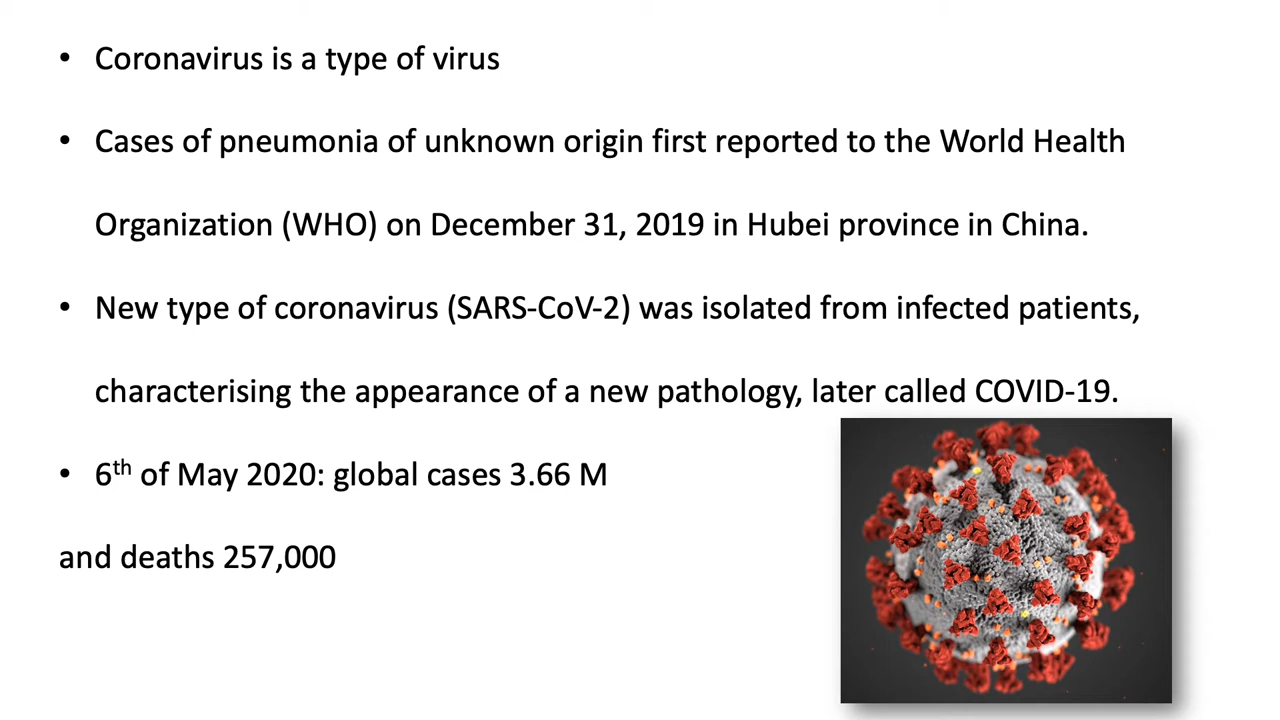 • Coronavirus is a type of virus
• Cases of pneumonia of unknown origin first reported to the World Health
Organization (WHO) on December 31, 2019 in Hubei province in China.
• New type of coronavirus (SARS-CoV-2) was isolated from infected patients,
characterising the appearance of a new pathology, later called COVID-19.
• 6th of May 2020: global cases 3.66 M
and deaths 257,000